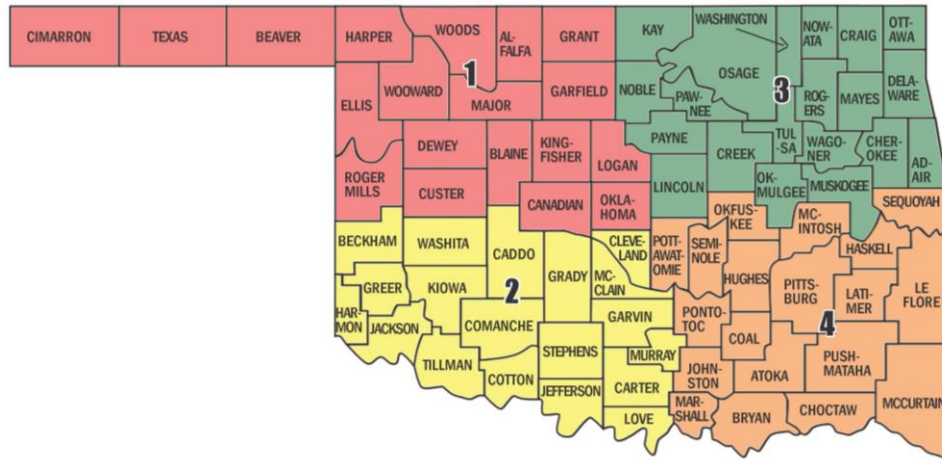 CIMARRON
TEXAS
BEAVER
HARPER
WOODS
AL-
FALFA
GRANT
KAY
WASHINGTON
NOW-
ATA
CRAIG
OTT-
AWA
1
ELLIS
WOOWARD
MAJOR
GARFIELD
NOBLE
OSAGE
PAW-
NEE
3
ROG-
ERS
MAYES
DELA-
WARE
DEWEY
BLAINE
KING-
FISHER
LOGAN
PAYNE
CREEK
TUL
-SA
WAGO-
NER
CHER-
OKEE
AD-
AIR
ROGER
MILLS
CUSTER
CANADIAN
OKLA-
HOMA
LINCOLN
OK-
MULGEE
MUSKOGEE
SEQUOYAH
BECKHAM
WASHITA
CADDO
GRADY
CLEVE-
LAND
POTT-
AWAT-
OMIE
SEMI-
NOLE
OKFUS-
KEE
MC-
INTOSH
HASKELL
GREER
KIOWA
2
MC-
CLAIN
HUGHES
PITTS-
BURG
LATI-
MER
LE
FLORE
HAR-
MON
JACKSON
COMANCHE
GARVIN
PONTO-
TOC
COAL
4
TILLMAN
COTTON
STEPHENS
MURRAY
JOHN-
STON
ATOKA
PUSH-
MATAHA
JEFFERSON
CARTER
LOVE
MAR-
SHALL
BRYAN
CHOCTAW
MCCURTAIN